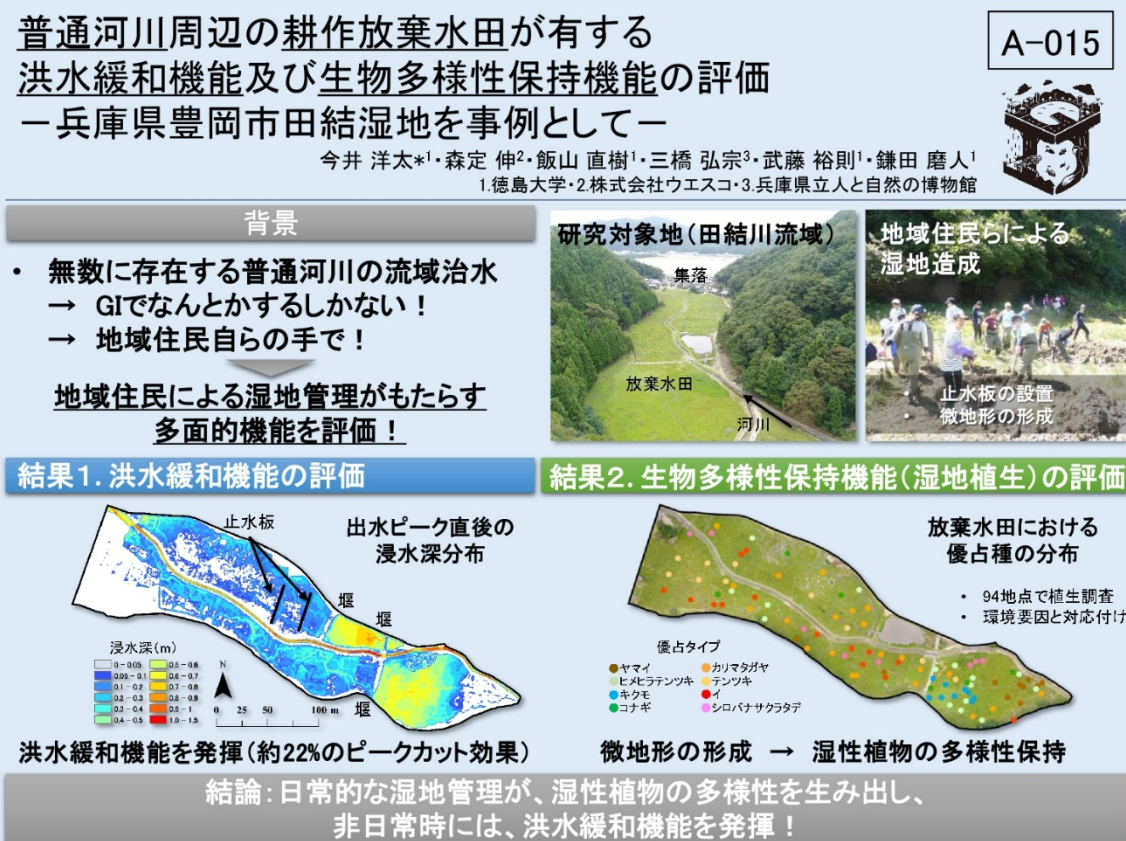 普通河川周辺の耕作放棄水田が有する
洪水緩和機能及び生物多様性保持機能の評価
－兵庫県豊岡市田結湿地を事例として－
A-015
今井 洋太*1・森定 伸2・飯山 直樹1・三橋 弘宗3・武藤 裕則1・鎌田 磨人1
1.徳島大学・2.株式会社ウエスコ・3.兵庫県立人と自然の博物館
背景
• 無数に存在する普通河川の流域治水
→ GIでなんとかするしかない！
→ 地域住民自らの手で！
地域住民による湿地管理がもたらす
多面的機能を評価！
研究対象地（田結川流域）
集落
放棄水田
河川
地域住民らによる
湿地造成
• 止水板の設置
• 微地形の形成
結果１．洪水緩和機能の評価
止水板
出水ピーク直後の
浸水深分布
堰
堰
堰
浸水深(m)
0 - 0.05
0.05 - 0.1
0.1 - 0.2
0.2 - 0.3
0.3 - 0.4
0.4 - 0.5
0.5 - 0.6
0.6 - 0.7
0.7 - 0.8
0.8 - 0.9
0.9 - 1
1.0 - 1.5
N
0 25 50 100 m
洪水緩和機能を発揮（約22%のピークカット効果）
結果２．生物多様性保持機能（湿地植生）の評価
放棄水田における
優占種の分布
• 94地点で植生調査
• 環境要因と対応付け
優占タイプ
ヤマイ
ヒメヒラテンツキ
キクモ
コナギ
カリマタガヤ
テンツキ
イ
シロバナサクラタデ
微地形の形成 → 湿性植物の多様性保持
結論：日常的な湿地管理が、湿性植物の多様性を生み出し、
非日常時には、洪水緩和機能を発揮！